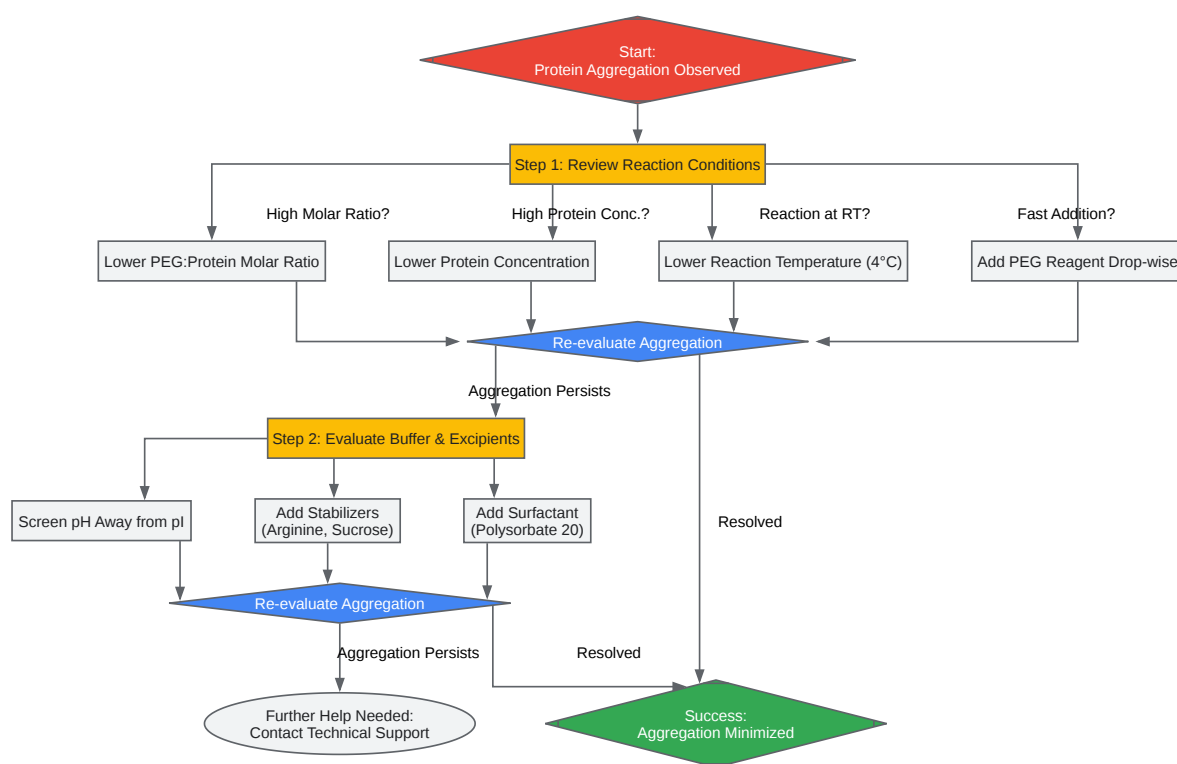 Start:
Protein Aggregation Observed
Step 1: Review Reaction Conditions
High Molar Ratio?
High Protein Conc.?
Reaction at RT?
Fast Addition?
Lower PEG:Protein Molar Ratio
Lower Protein Concentration
Lower Reaction Temperature (4°C)
Add PEG Reagent Drop-wise
Re-evaluate Aggregation
Aggregation Persists
Step 2: Evaluate Buffer & Excipients
Screen pH Away from pI
Add Stabilizers
(Arginine, Sucrose)
Add Surfactant
(Polysorbate 20)
Resolved
Re-evaluate Aggregation
Aggregation Persists
Resolved
Further Help Needed:
Contact Technical Support
Success:
Aggregation Minimized